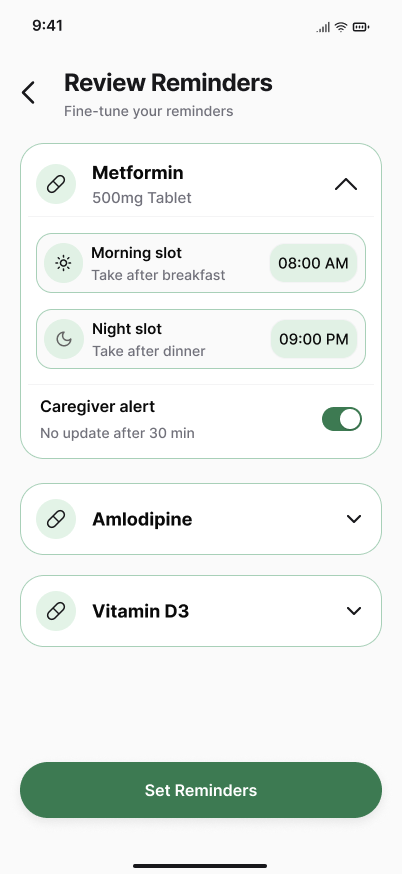 9:41
Review Reminders
Fine-tune your reminders
Metformin
500mg Tablet
Morning slot
Take after breakfast
08:00 AM
Night slot
Take after dinner
09:00 PM
Caregiver alert
No update after 30 min
Amlodipine
Vitamin D3
Set Reminders